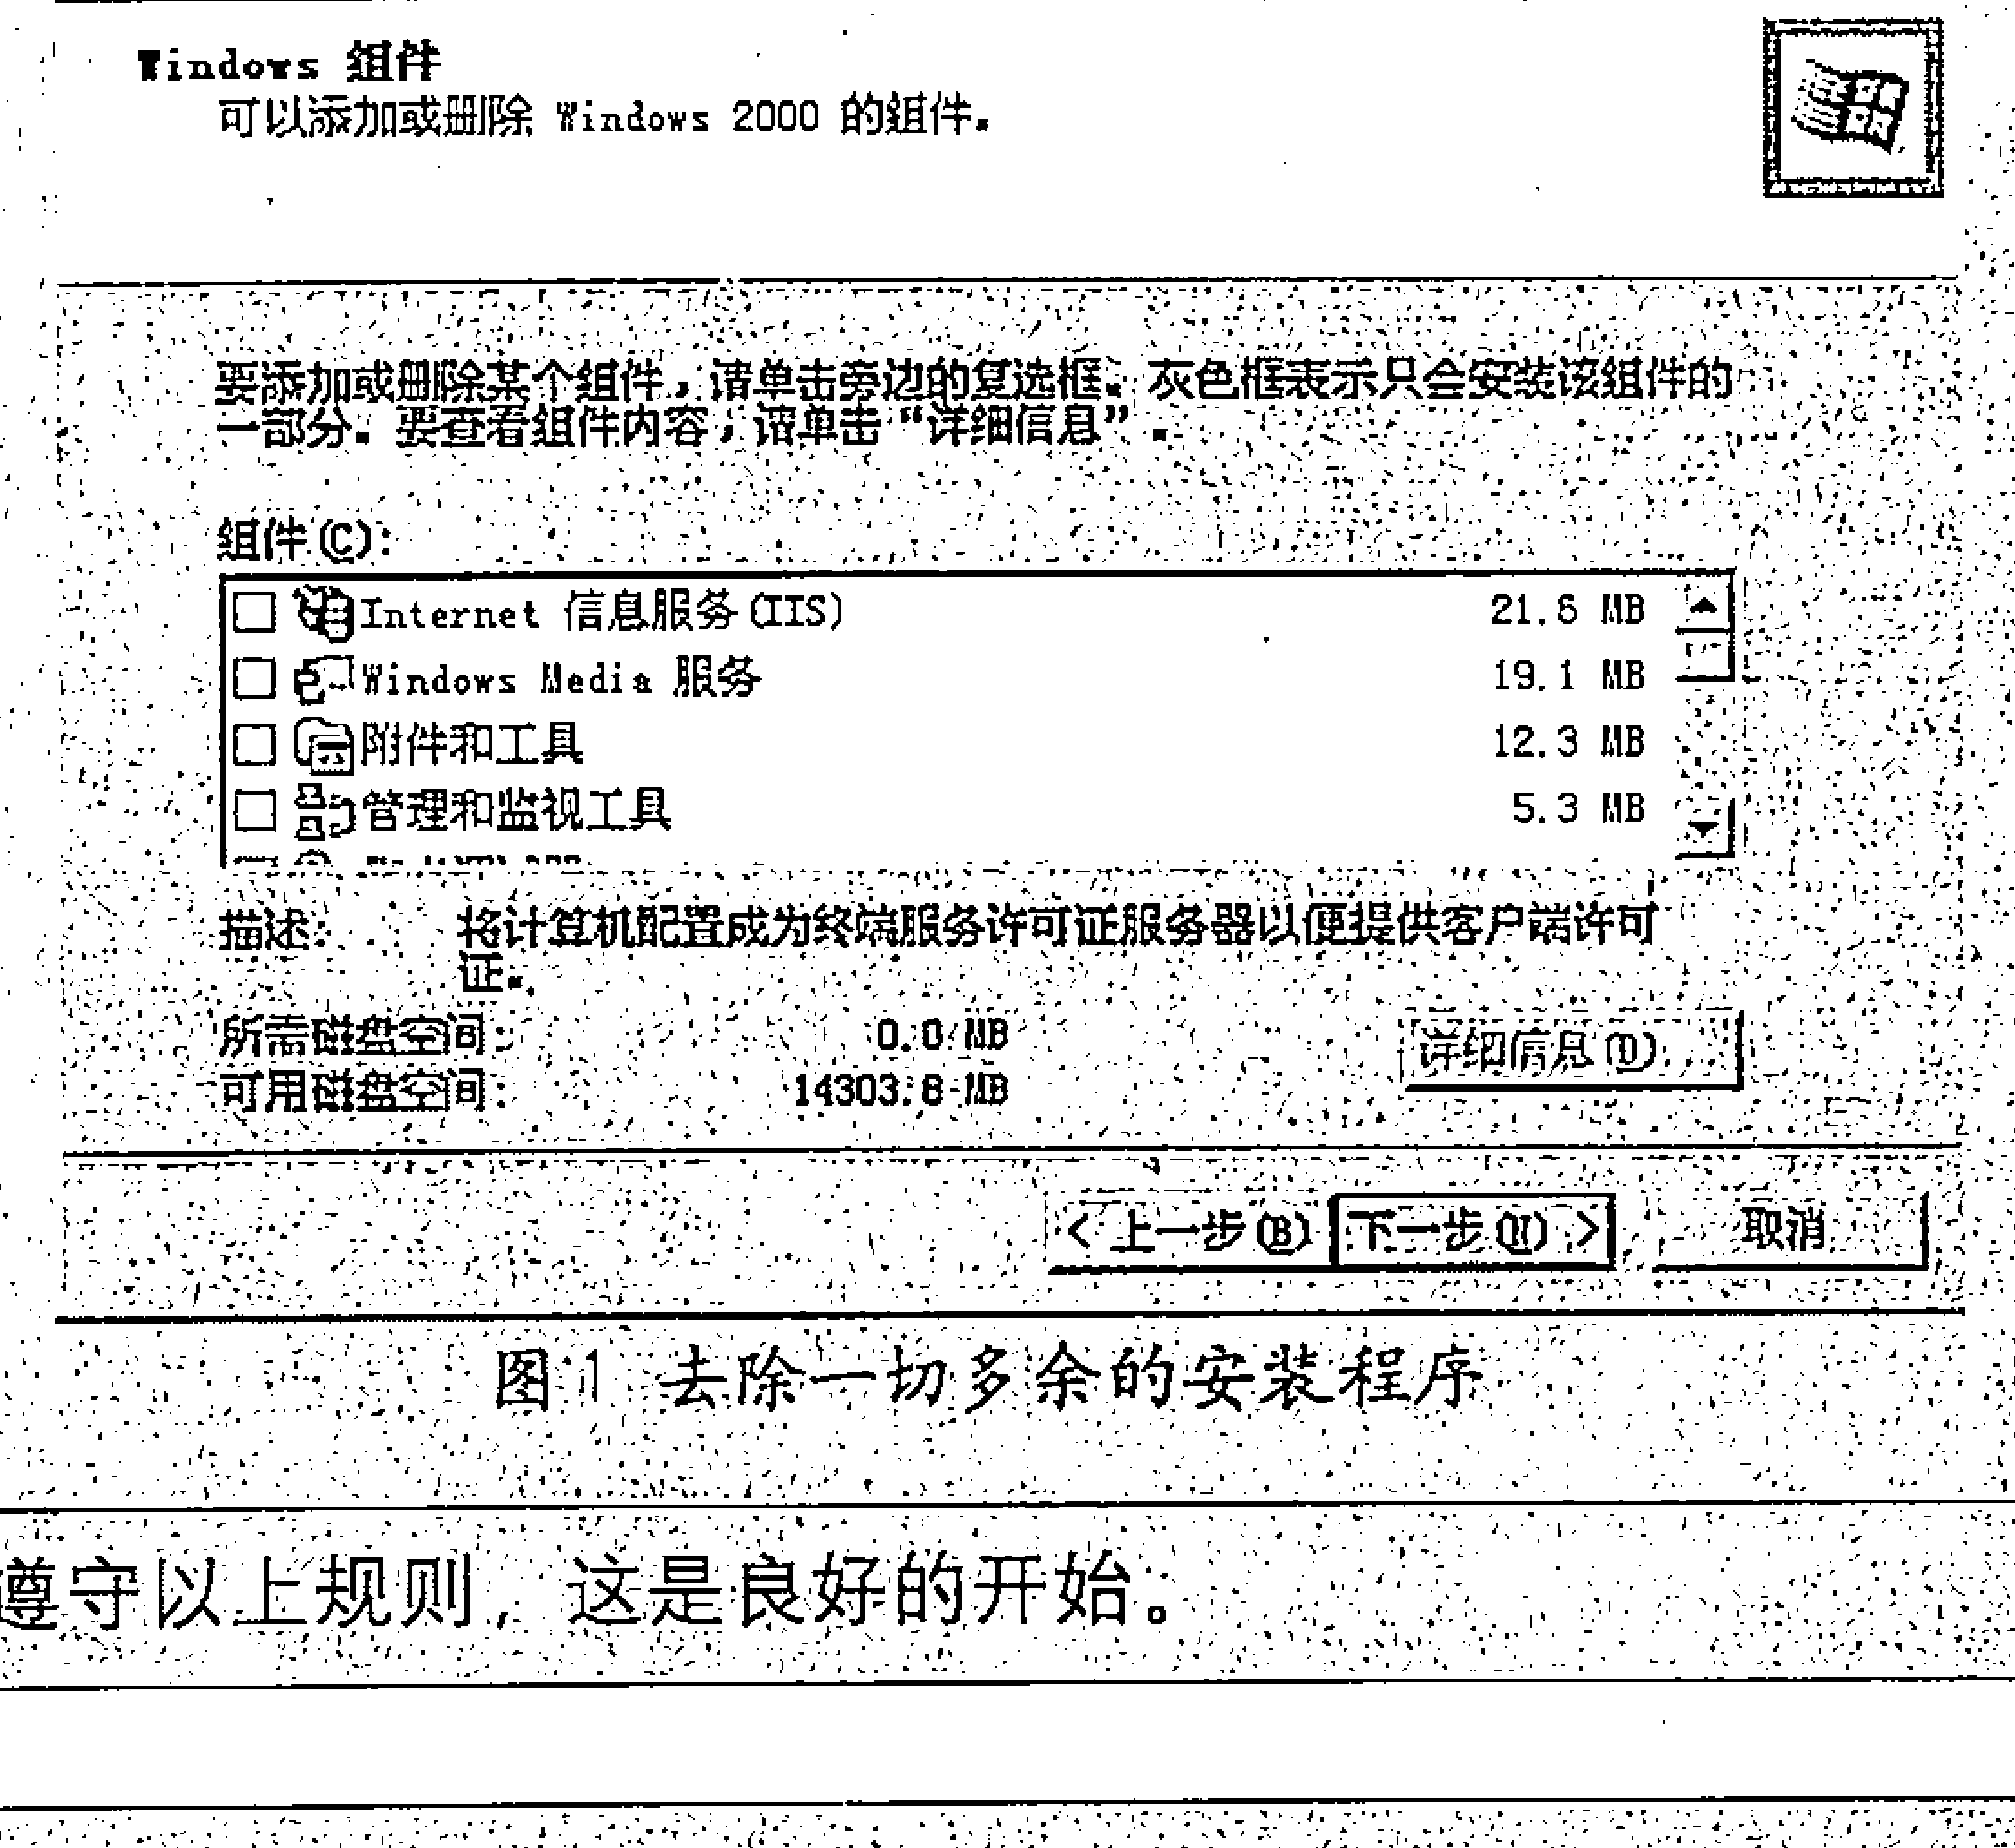 Windows 组件
可以添加或删除 Windows 2000 的组件。
要添加或删除某个组件，请单击旁边的复选框。灰色框表示只会安装该组件的
一部分。要查看组件内容，请单击“详细信息”。
组件(C):
Internet 信息服务(IIS) 21.6 MB
Windows Media 服务 19.1 MB
附件和工具 12.3 MB
管理和监视工具 5.3 MB
描述: 将计算机配置成为终端服务许可证服务器以便提供客户端许可
证。
所需磁盘空间: 0.0 MB
可用磁盘空间: 14303.8 MB
详细信息(D)
< 上一步(B) 下一步(N) > 取消
图1 去除一切多余的安装程序
遵守以上规则，这是良好的开始。